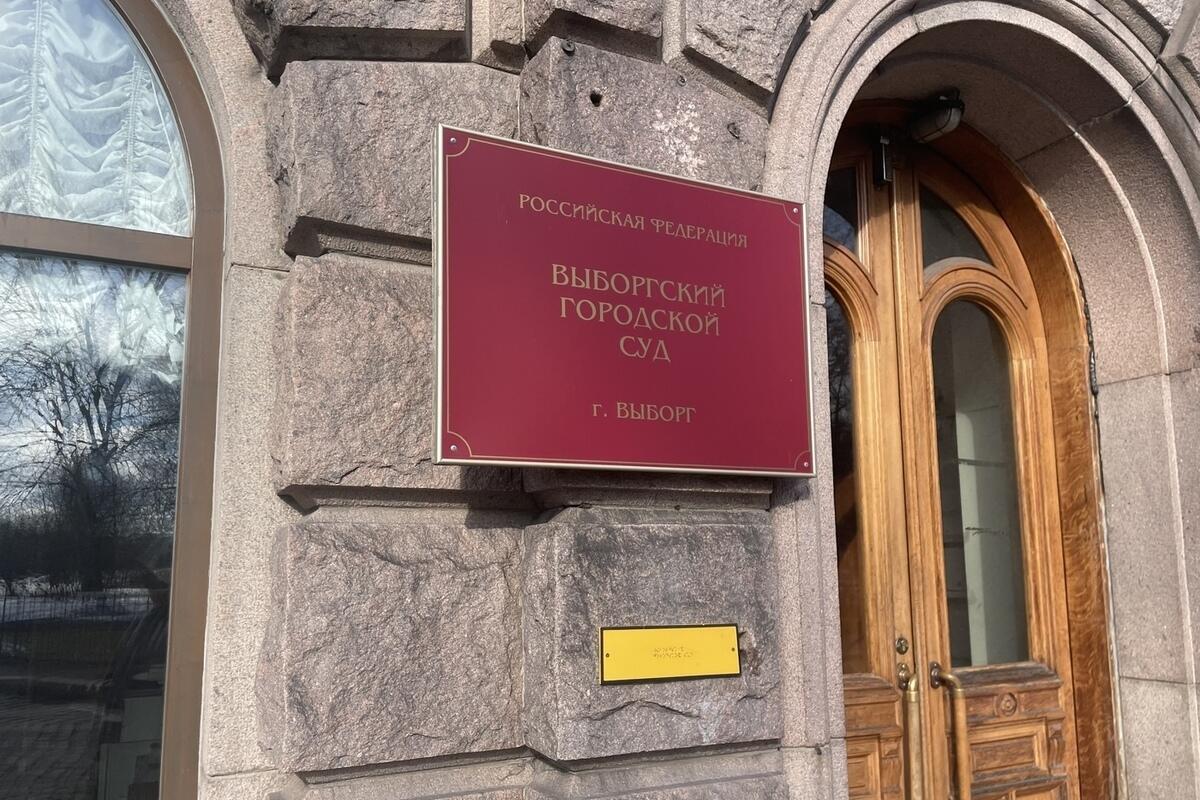 РОССИЙСКАЯ ФЕДЕРАЦИЯ
ВЫБОРГСКИЙ
ГОРОДСКОЙ
СУД
г. ВЫБОРГ